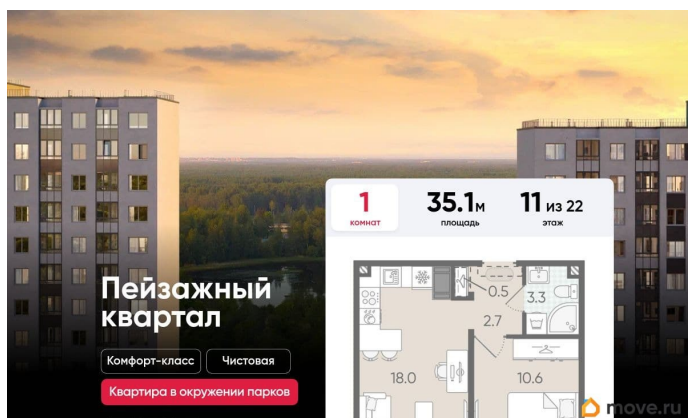 1
комнат
35.1м
площадь
11 из 22
этаж
Пейзажный
квартал
Комфорт-класс
Чистовая
Квартира в окружении парков
0.5
3.3
2.7
18.0
10.6
move.ru